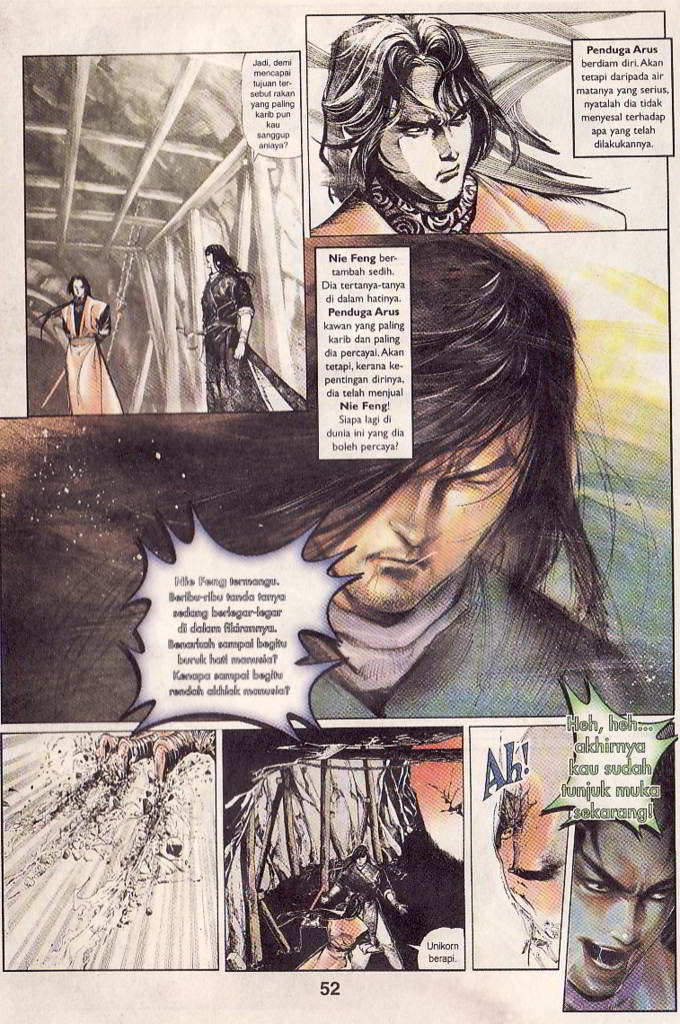 Jadi, demi
mencapai
tujuan ter-
sebut rakan
yang paling
karib pun
kau
sanggup
aniaya?
Penduga Arus
berdiam diri. Akan
tetapi daripada air
matanya yang serius,
nyatalah dia tidak
menyesal terhadap
apa yang telah
dilakukannya.
Nie Feng ber-
tambah sedih.
Dia tertanya-tanya
di dalam hatinya.
Penduga Arus
kawan yang paling
karib dan paling
dia percayai. Akan
tetapi, kerana ke-
pentingan dirinya,
dia telah menjual
Nie Feng!
Siapa lagi di
dunia ini yang dia
boleh percaya?
Nie Feng termangu.
Beribu-ribu tanda tanya
sedang berlegar-legar
di dalam fikirannya.
Benarkah sampai begitu
buruk hati manusia?
Kenapa sampai begitu
rendah akhlak manusia?
Unikorn
berapi.
Ah!
Heh, heh...
akhirnya
kau sudah
tunjuk muka
sekarang!
52